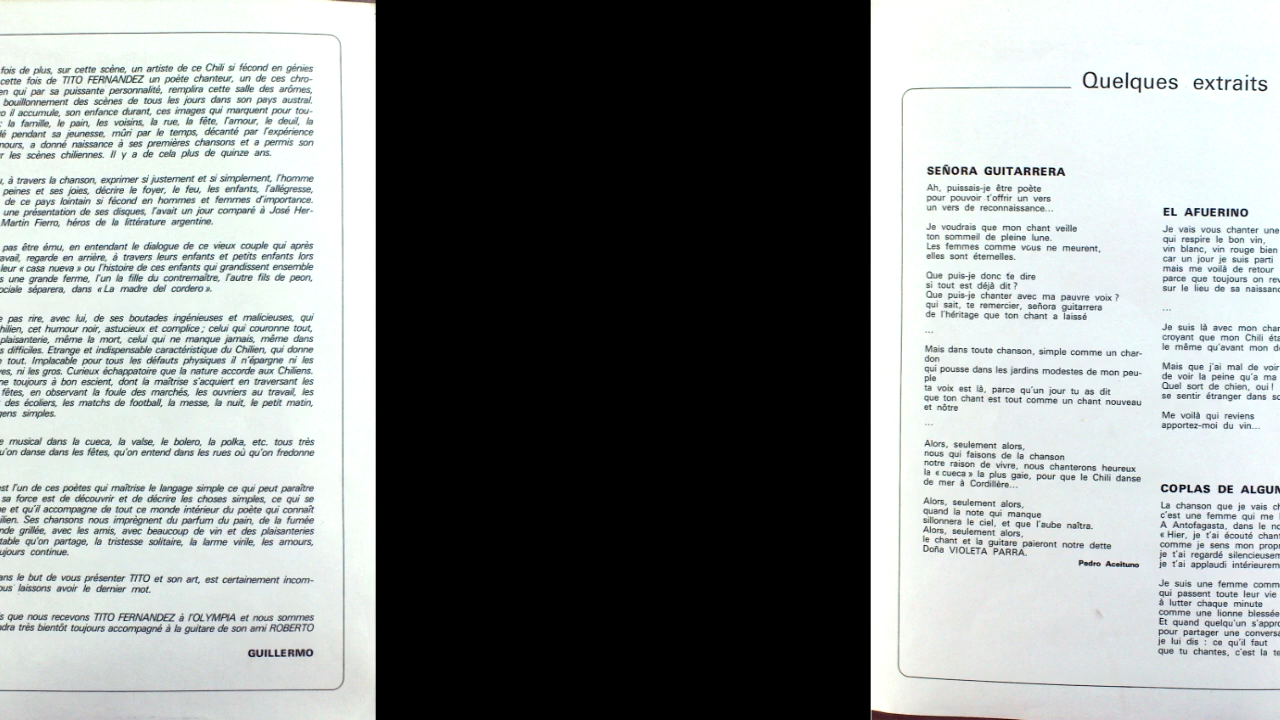 fois de plus, sur cette scène, un artiste de ce Chili si fécond en génies
cette fois de TITO FERNANDEZ un poète chanteur, un de ces chro-
en qui par sa puissante personnalité, remplira cette salle des arômes,
bouillonnement des scènes de tous les jours dans son pays austral.
o il accumule, son enfance durant, ces images qui marquent pour tou-
: la famille, le pain, les voisins, la rue, la fête, l'amour, le deuil, la
lé pendant sa jeunesse, mûri par le temps, décanté par l'expérience
mours, a donné naissance à ses premières chansons et a permis son
r les scènes chiliennes. Il y a de cela plus de quinze ans.
u, à travers la chanson, exprimer si justement et si simplement, l'homme
peines et ses joies, décrire le foyer, le feu, les enfants, l'allégresse,
de ce pays lointain si fécond en hommes et femmes d'importance.
une présentation de ses disques, l'avait un jour comparé à José Her-
Martin Fierro, héros de la littérature argentine.
pas être ému, en entendant le dialogue de ce vieux couple qui après
avail, regarde en arrière, à travers leurs enfants et petits enfants lors
leur « casa nueva » ou l'histoire de ces enfants qui grandissent ensemble
s une grande ferme, l'un la fille du contremaître, l'autre fils de peon,
ociale séparera, dans « La madre del cordero ».
e pas rire, avec lui, de ses boutades ingénieuses et malicieuses, qui
hilien, cet humour noir, astucieux et complice ; celui qui couronne tout,
plaisanterie, même la mort, celui qui ne manque jamais, même dans
s difficiles. Etrange et indispensable caractéristique du Chilien, qui donne
tout. Implacable pour tous les défauts physiques il n'épargne ni les
es, ni les gros. Curieux échappatoire que la nature accorde aux Chiliens.
ne toujours à bon escient, dont la maîtrise s'acquiert en traversant les
fêtes, en observant la foule des marchés, les ouvriers au travail, les
des écoliers, les matchs de football, la messe, la nuit, le petit matin,
gens simples.
e musical dans la cueca, la valse, le bolero, la polka, etc. tous très
u'on danse dans les fêtes, qu'on entend dans les rues où qu'on fredonne
est l'un de ces poètes qui maîtrise le langage simple ce qui peut paraître
sa force est de découvrir et de décrire les choses simples, ce qui se
e et qu'il accompagne de tout ce monde intérieur du poète qui connaît
ilien. Ses chansons nous imprègnent du parfum du pain, de la fumée
nde grillée, avec les amis, avec beaucoup de vin et des plaisanteries
table qu'on partage, la tristesse solitaire, la larme virile, les amours,
ujours continue.
ans le but de vous présenter TITO et son art, est certainement incom-
ous laissons avoir le dernier mot.
s que nous recevons TITO FERNANDEZ à l'OLYMPIA et nous sommes
ndra très bientôt toujours accompagné à la guitare de son ami ROBERTO
GUILLERMO
Quelques extraits
SEÑORA GUITARRERA
Ah, puissais-je être poète
pour pouvoir t'offrir un vers
un vers de reconnaissance...
Je voudrais que mon chant veille
ton sommeil de pleine lune.
Les femmes comme vous ne meurent,
elles sont éternelles.
Que puis-je donc te dire
si tout est déjà dit ?
Que puis-je chanter avec ma pauvre voix ?
qui sait, te remercier, señora guitarrera
de l'héritage que ton chant a laissé
...
Mais dans toute chanson, simple comme un char-
don
qui pousse dans les jardins modestes de mon peu-
ple
ta voix est là, parce qu'un jour tu as dit
que ton chant est tout comme un chant nouveau
et nôtre
...
Alors, seulement alors,
nous qui faisons de la chanson
notre raison de vivre, nous chanterons heureux
la « cueca » la plus gaie, pour que le Chili danse
de mer à Cordillère...
Alors, seulement alors,
quand la note qui manque
sillonnera le ciel, et que l'aube naîtra.
Alors, seulement alors,
le chant et la guitare paieront notre dette
Doña VIOLETA PARRA.
Pedro Aceituno
EL AFUERINO
Je vais vous chanter une
qui respire le bon vin,
vin blanc, vin rouge bien
car un jour je suis parti
mais me voilà de retour
parce que toujours on rev
sur le lieu de sa naissanc
...
Je suis là avec mon char
croyant que mon Chili éta
le même qu'avant mon d
Mais que j'ai mal de voir
de voir la peine qu'a ma
Quel sort de chien, oui !
se sentir étranger dans so
Me voilà qui reviens
apportez-moi du vin...
COPLAS DE ALGUN
La chanson que je vais ch
c'est une femme qui me l
A Antofagasta, dans le no
« Hier, je t'ai écouté chant
comme je sens mon propr
je t'ai regardé silencieusem
je t'ai applaudi intérieurem
Je suis une femme comm
qui passent toute leur vie
à lutter chaque minute
comme une lionne blessée
Et quand quelqu'un s'appro
pour partager une conversa
je lui dis : ce qu'il faut
que tu chantes, c'est la te